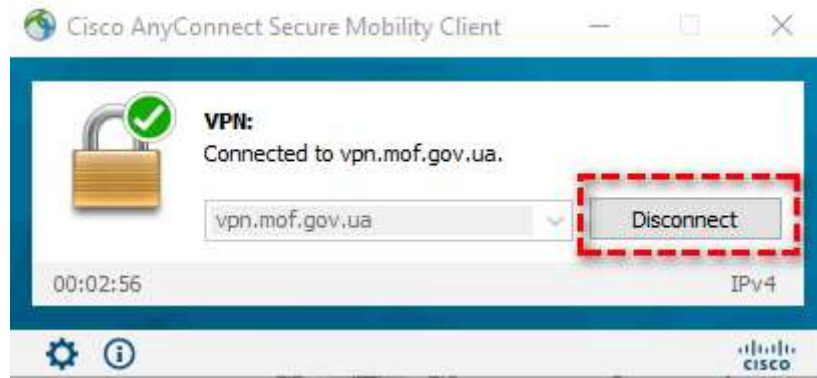 Cisco AnyConnect Secure Mobility Client
VPN:
Connected to vpn.mof.gov.ua.
vpn.mof.gov.ua
Disconnect
00:02:56
IPv4
cisco